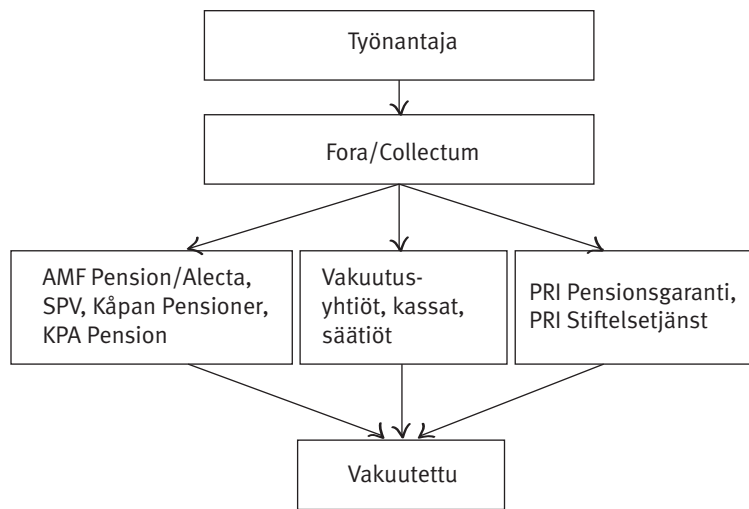 Työnantaja
Fora/Collectum
AMF Pension/Alecta,
SPV, Kåpan Pensioner,
KPA Pension
Vakuutus-
yhtiöt, kassat,
säätiöt
PRI Pensionsgaranti,
PRI Stiftelsetjänst
Vakuutettu